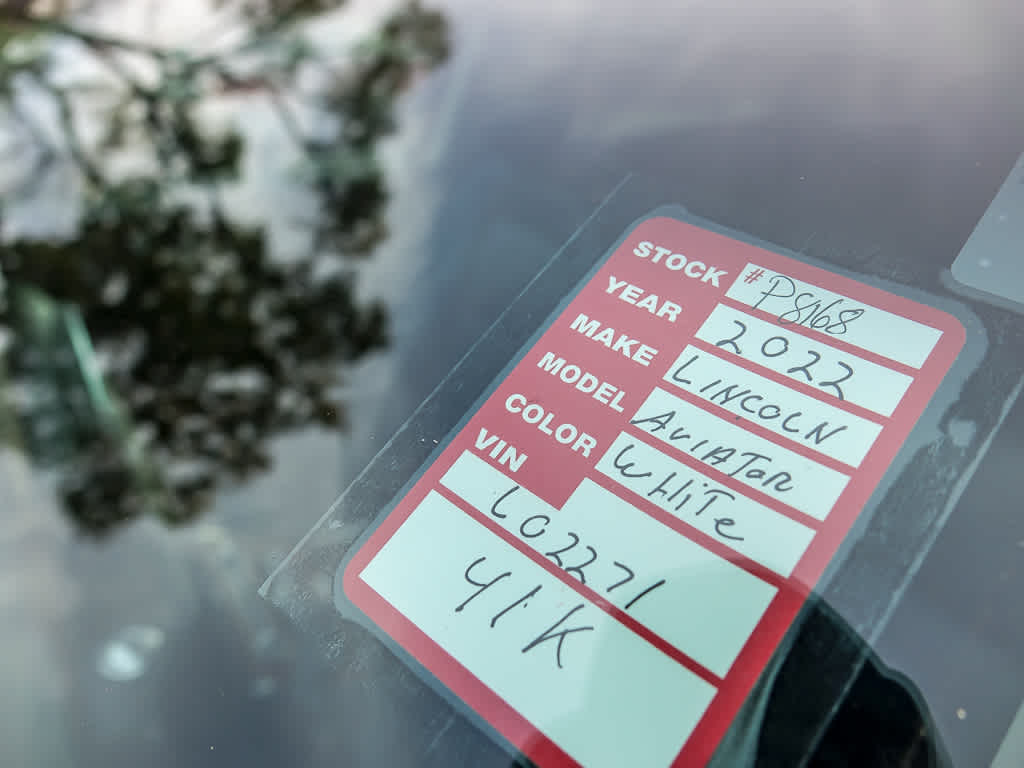 STOCK #P8168
YEAR 2022
MAKE LINCOLN
MODEL AVIATOR
COLOR WHiTe
VIN L02271
41K